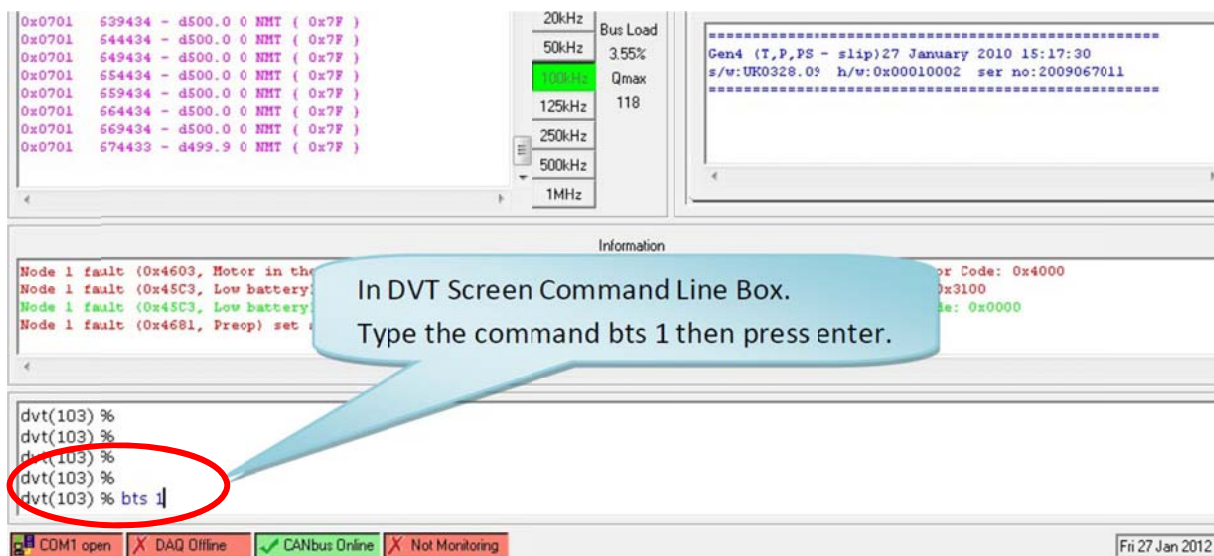 0x0701 639434 - d500.0 0 NMT ( 0x7F )
0x0701 644434 - d500.0 0 NMT ( 0x7F )
0x0701 649434 - d500.0 0 NMT ( 0x7F )
0x0701 654434 - d500.0 0 NMT ( 0x7F )
0x0701 659434 - d500.0 0 NMT ( 0x7F )
0x0701 664434 - d500.0 0 NMT ( 0x7F )
0x0701 669434 - d500.0 0 NMT ( 0x7F )
0x0701 674433 - d499.9 0 NMT ( 0x7F )
20kHz
50kHz
100kHz
125kHz
250kHz
500kHz
1MHz
Bus Load
3.55%
Qmax
118
Gen4 (T,P,PS - slip)27 January 2010 15:17:30
s/w:UK0328.09 h/w:0x00010002 ser no:2009067011
Information
Node 1 fault (0x4603, Motor in the
Node 1 fault (0x45C3, Low battery)
Node 1 fault (0x45C3, Low battery)
Node 1 fault (0x4681, Preop) set
Code: 0x4000
0x3100
0x0000
In DVT Screen Command Line Box.
Type the command bts 1 then press enter.
dvt(103) %
dvt(103) %
dvt(103) %
dvt(103) %
dvt(103) % bts 1
COM1 open
DAQ Offline
CANbus Online
Not Monitoring
Fri 27 Jan 2012